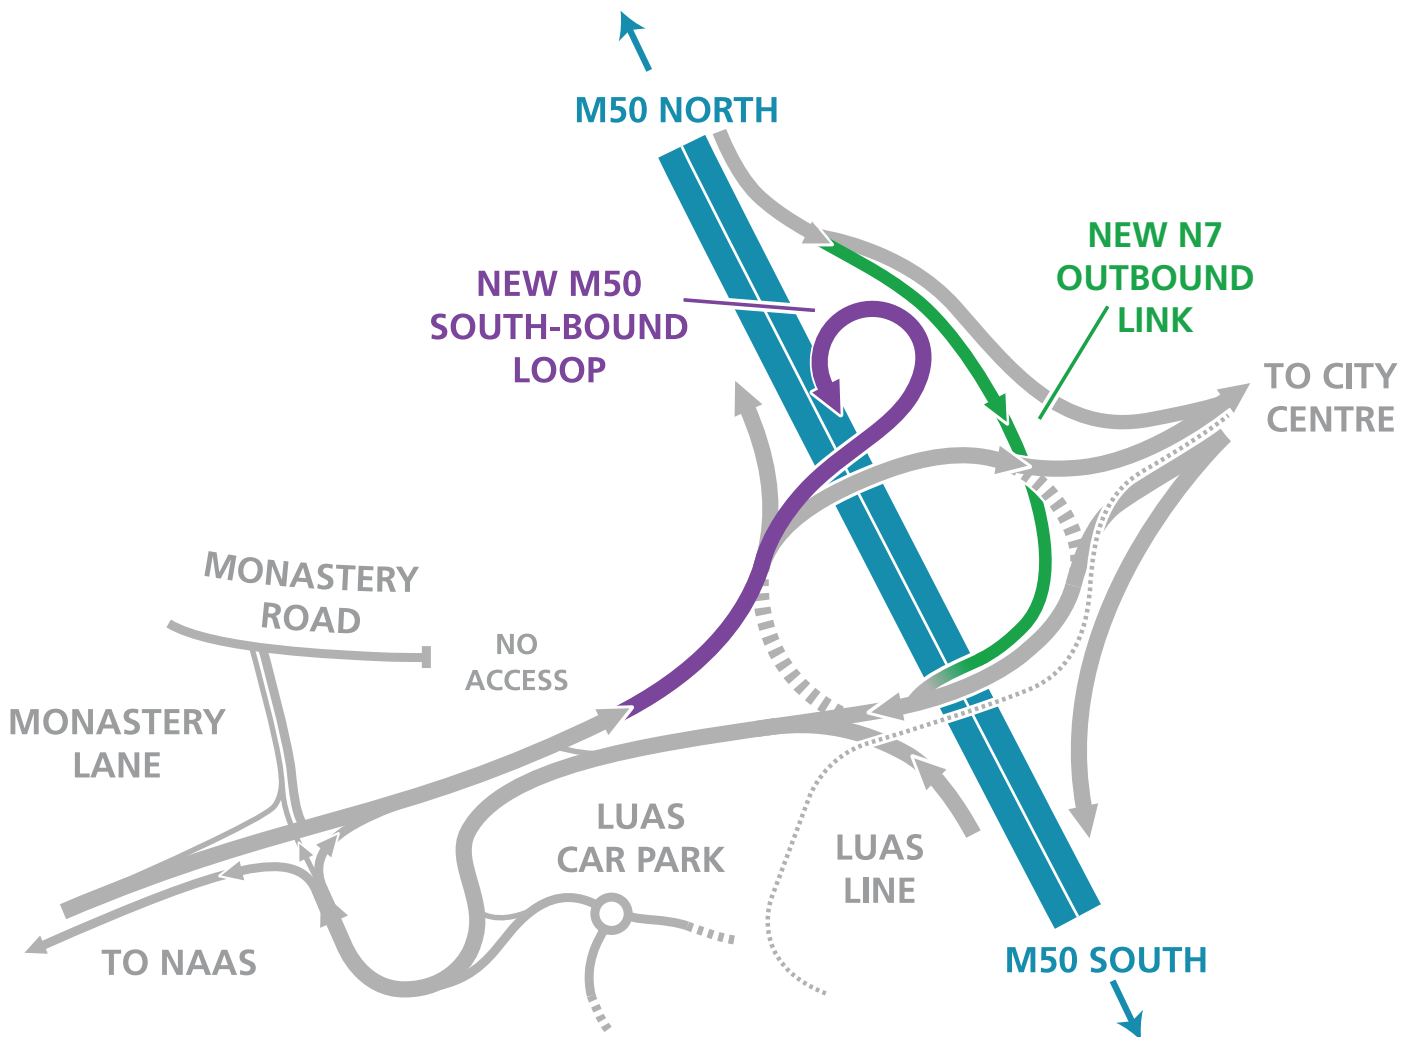 M50 NORTH
NEW N7
OUTBOUND
LINK
NEW M50
SOUTH-BOUND
LOOP
TO CITY
CENTRE
MONASTERY
ROAD
NO
ACCESS
MONASTERY
LANE
LUAS
CAR PARK
LUAS
LINE
TO NAAS
M50 SOUTH